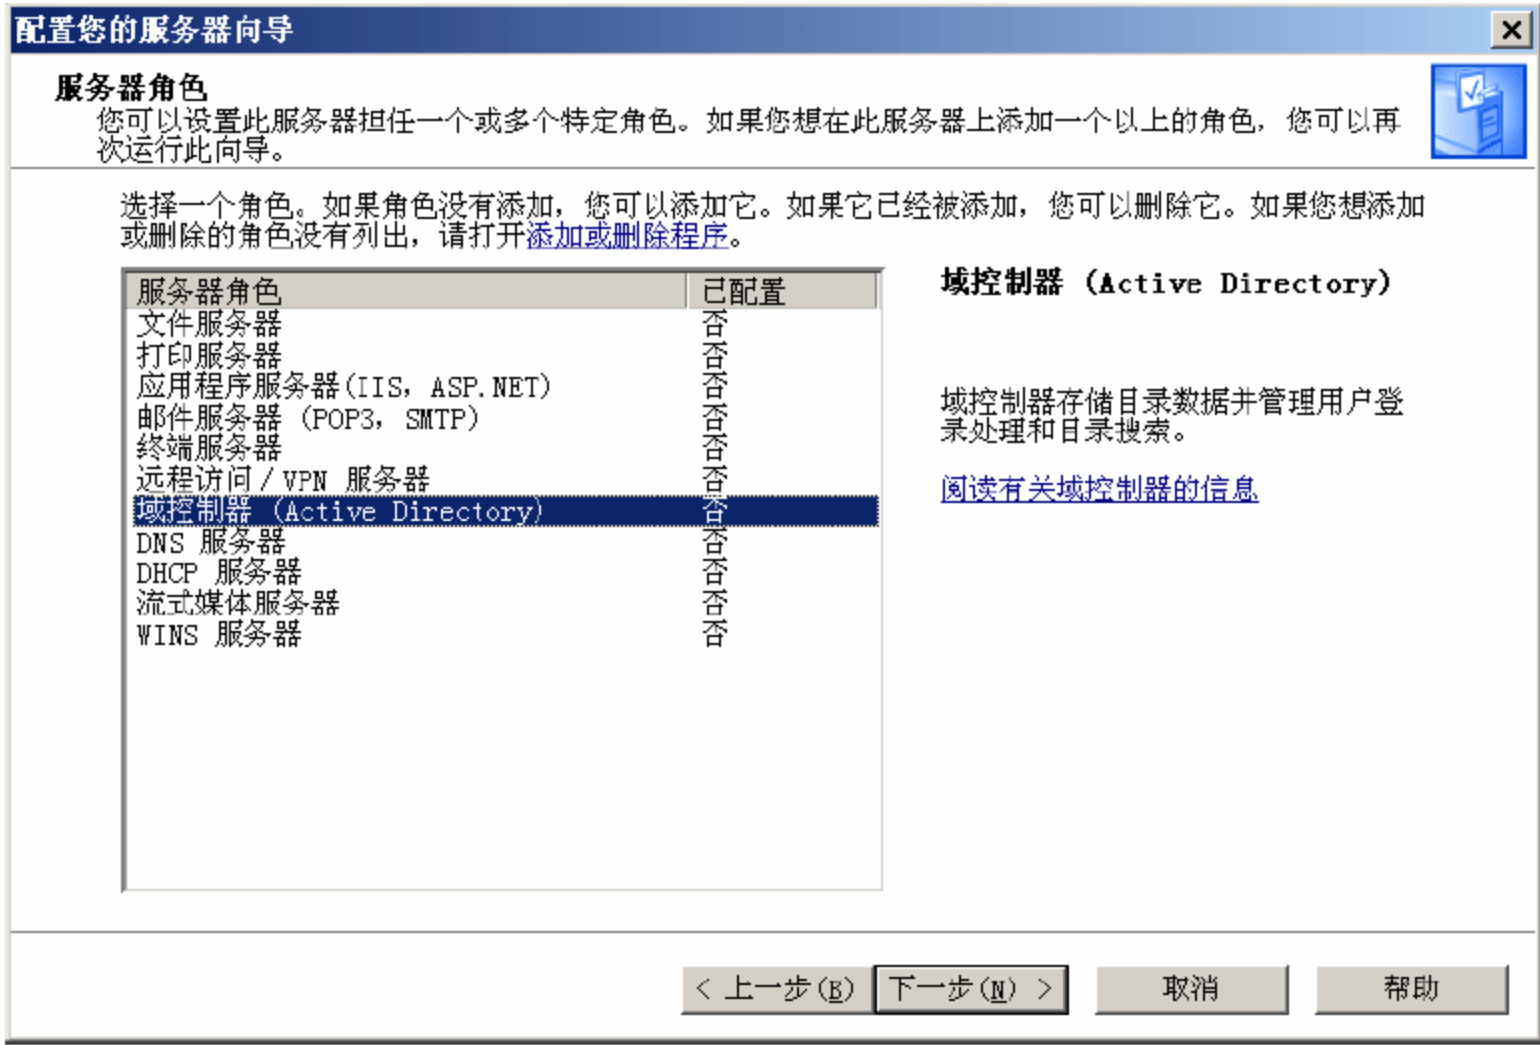 配置您的服务器向导
服务器角色
您可以设置此服务器担任一个或多个特定角色。如果您想在此服务器上添加一个以上的角色，您可以再
次运行此向导。
选择一个角色。如果角色没有添加，您可以添加它。如果它已经被添加，您可以删除它。如果您想添加
或删除的角色没有列出，请打开添加或删除程序。
服务器角色 已配置
文件服务器 否
打印服务器 否
应用程序服务器(IIS, ASP.NET) 否
邮件服务器 (POP3, SMTP) 否
终端服务器 否
远程访问/VPN 服务器 否
域控制器 (Active Directory) 否
DNS 服务器 否
DHCP 服务器 否
流式媒体服务器 否
WINS 服务器 否
域控制器 (Active Directory)
域控制器存储目录数据并管理用户登
录处理和目录搜索。
阅读有关域控制器的信息
< 上一步(B) 下一步(N) > 取消 帮助